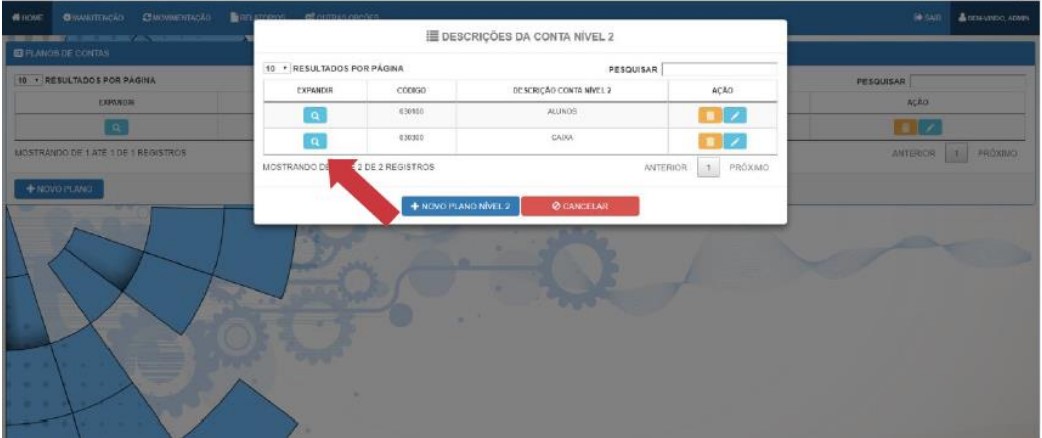 HOME MANUTENÇÃO MOVIMENTAÇÃO RELATÓRIOS OUTRAS OPÇÕES SAIR BEM-VINDO, ADMIN
DESCRIÇÕES DA CONTA NÍVEL 2
PLANOS DE CONTAS
10 RESULTADOS POR PÁGINA
PESQUISAR
10 RESULTADOS POR PÁGINA
PESQUISAR
EXPANDIR CÓDIGO DESCRIÇÃO CONTA NÍVEL 2 AÇÃO
EXPANDIR
AÇÃO
030100 ALUNOS
030300 CAIXA
MOSTRANDO DE 2 DE 2 REGISTROS
ANTERIOR 1 PRÓXIMO
MOSTRANDO DE 1 ATÉ 1 DE 1 REGISTROS
ANTERIOR 1 PRÓXIMO
NOVO PLANO
NOVO PLANO NÍVEL 2
CANCELAR